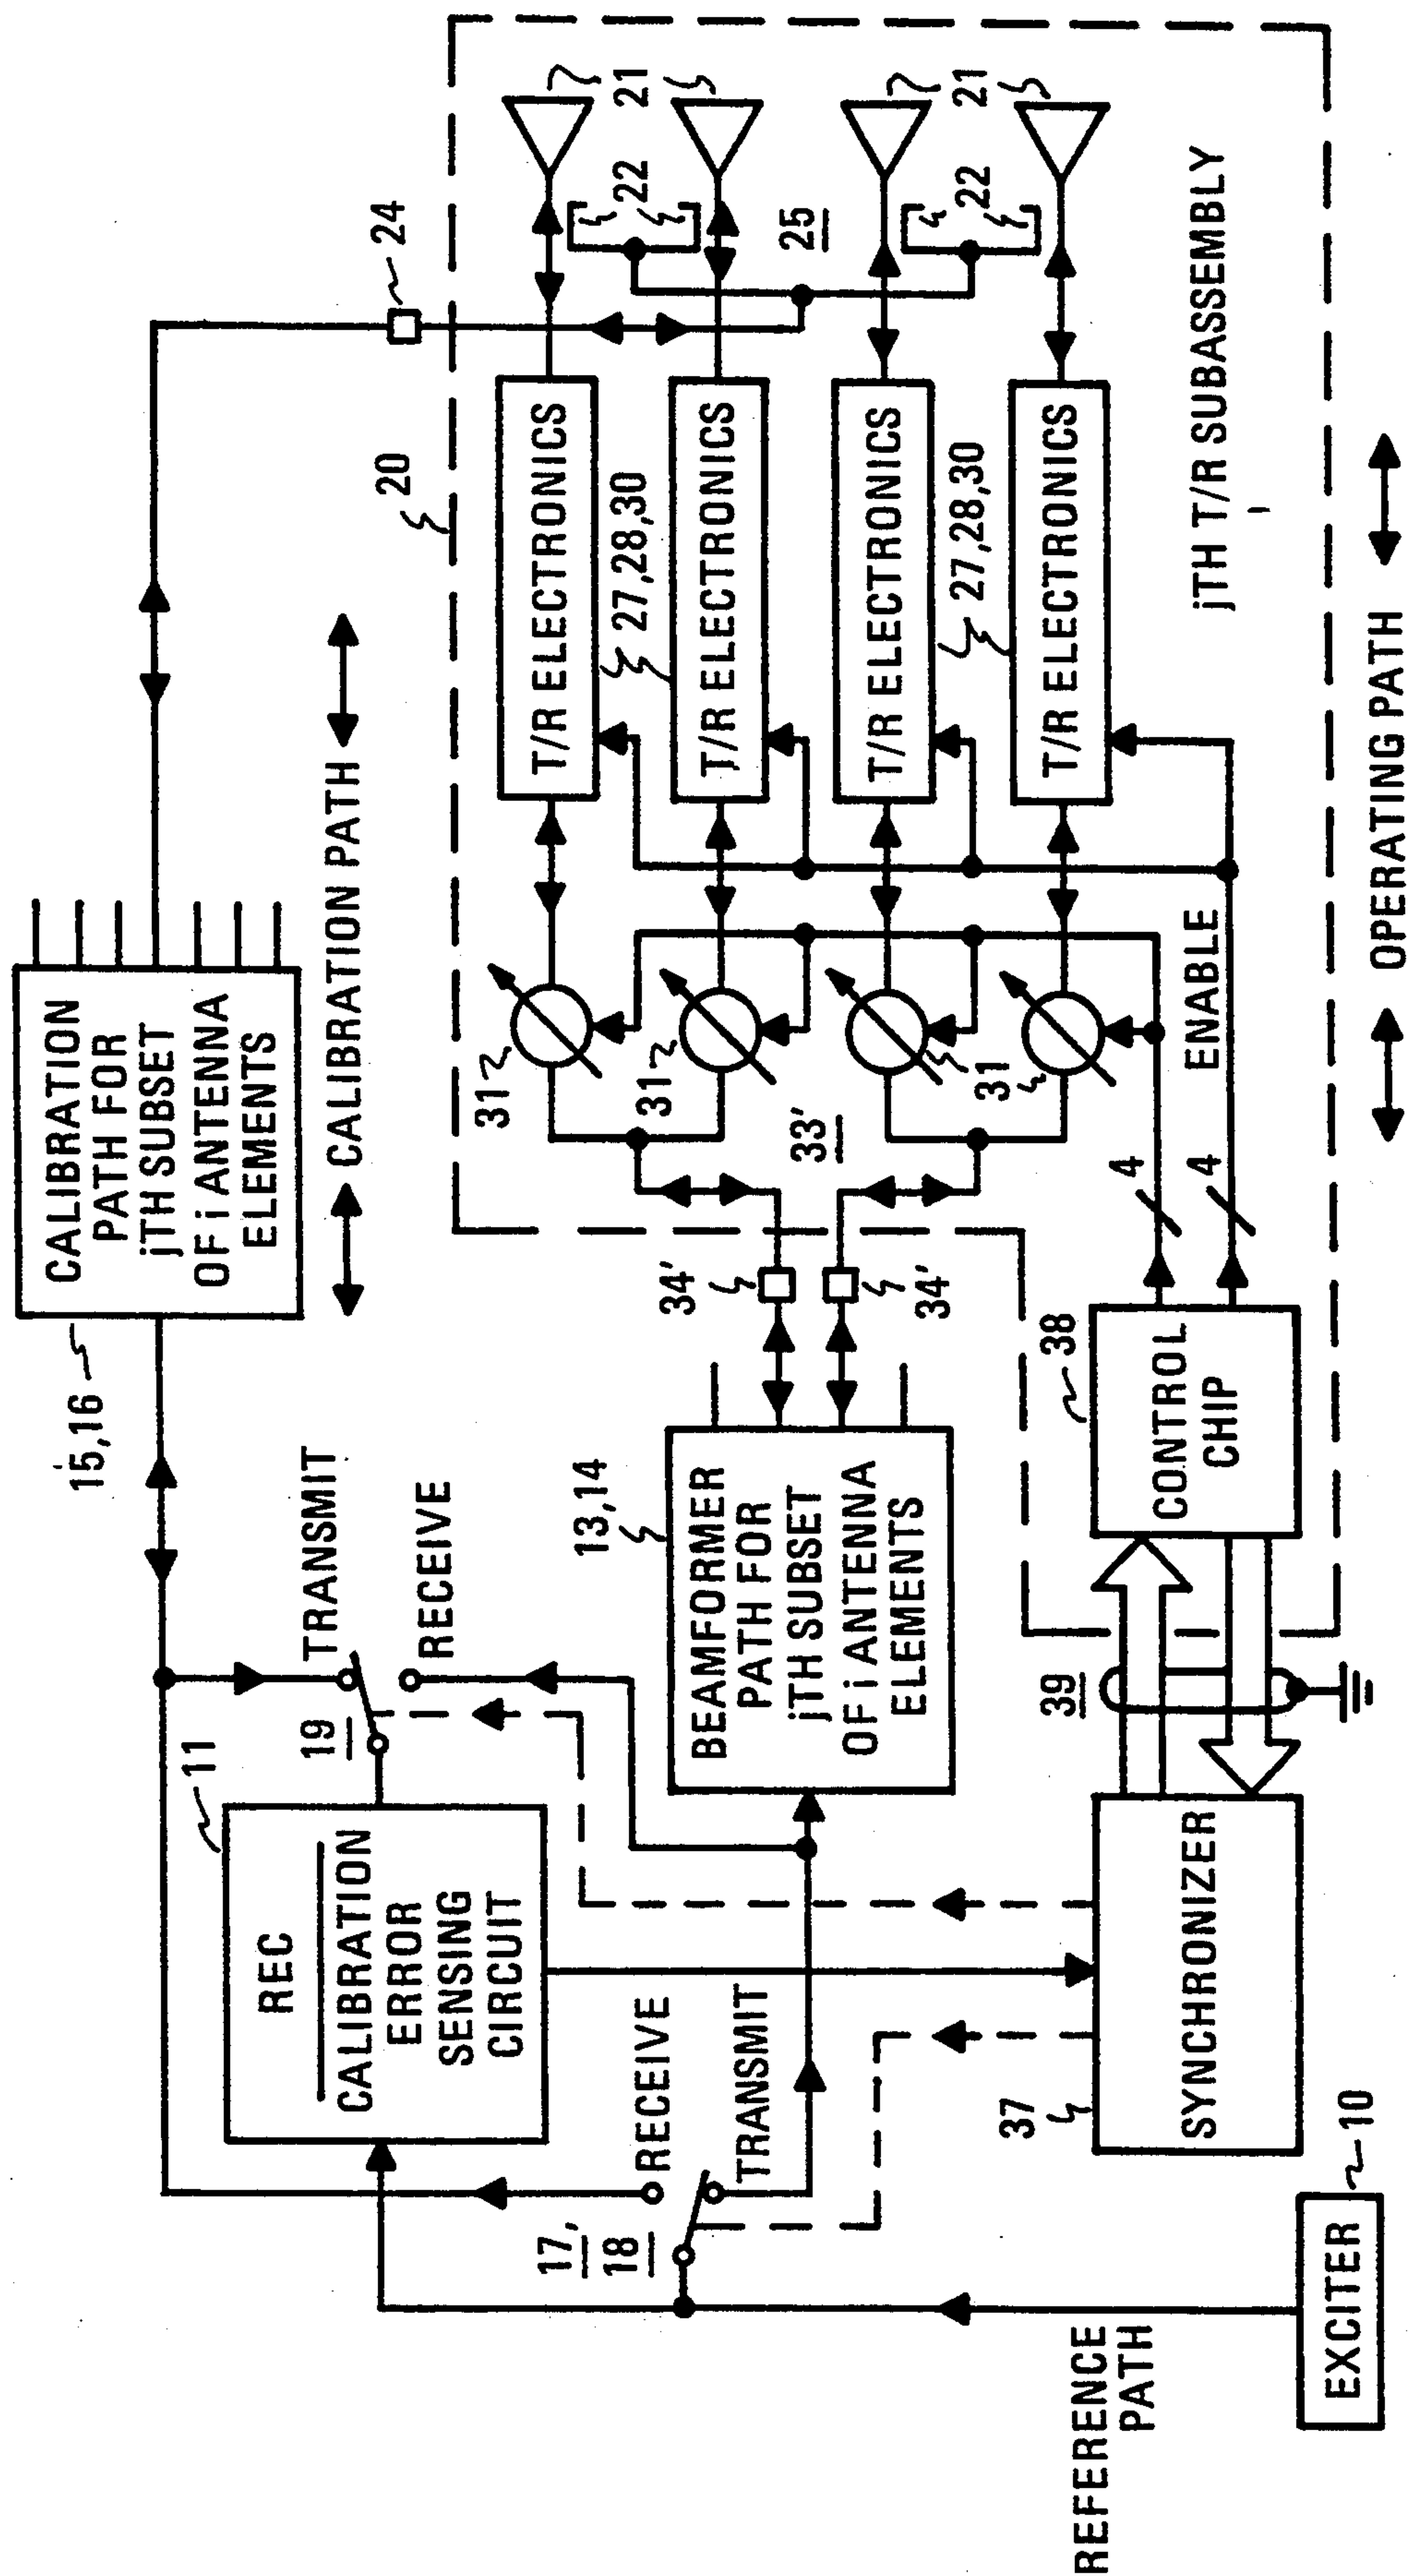 CALIBRATION
PATH FOR
jTH SUBSET
OF i ANTENNA
ELEMENTS
15,16
CALIBRATION PATH
24
20
21
22
25
21
22
T/R ELECTRONICS
27,28,30
T/R ELECTRONICS
T/R ELECTRONICS
27,28,30
T/R ELECTRONICS
jTH T/R SUBASSEMBLY
31
31
31
33'
34'
34'
4
4
ENABLE
OPERATING PATH
11
REC
CALIBRATION
ERROR
SENSING
CIRCUIT
19
TRANSMIT
RECEIVE
13,14
BEAMFORMER
PATH FOR
jTH SUBSET
OF i ANTENNA
ELEMENTS
38
CONTROL
CHIP
39
17,
18
RECEIVE
TRANSMIT
37
SYNCHRONIZER
REFERENCE
PATH
EXCITER
10